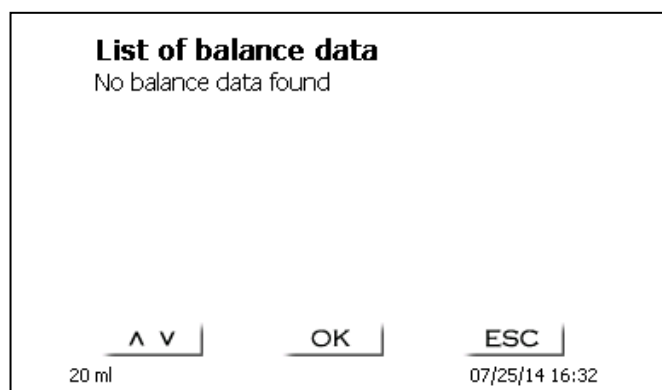 List of balance data
No balance data found
∧ ∨ OK ESC
20 ml 07/25/14 16:32